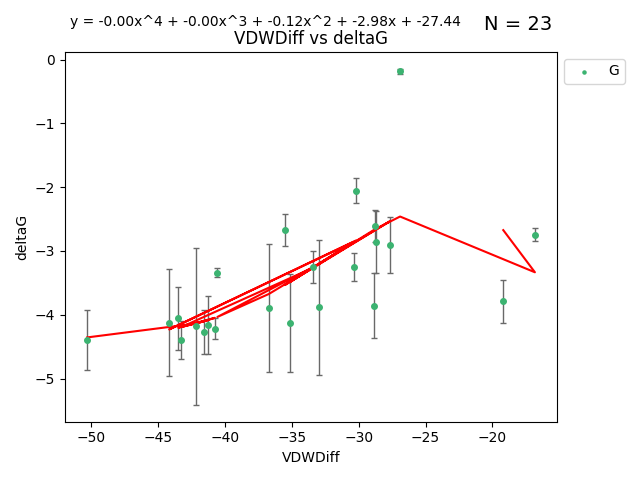 y = -0.00x^4 + -0.00x^3 + -0.12x^2 + -2.98x + -27.44
N = 23
VDWDiff vs deltaG
G
0
−1
−2
−3
−4
−5
deltaG
−50
−45
−40
−35
−30
−25
−20
VDWDiff